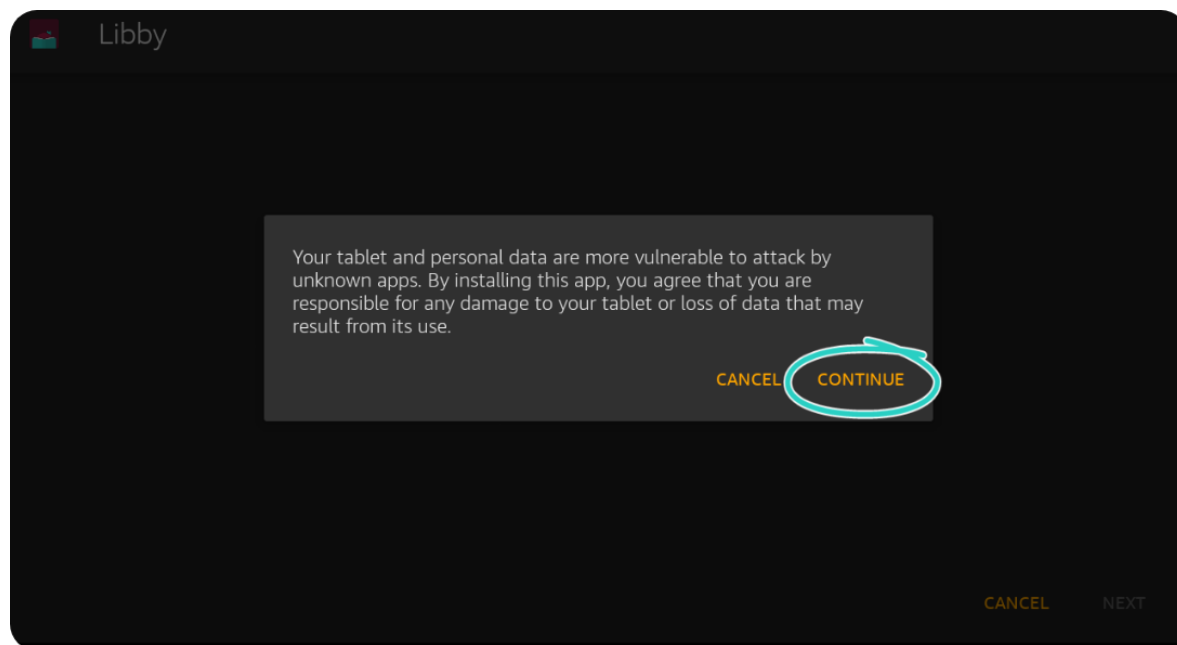 Libby
Your tablet and personal data are more vulnerable to attack by
unknown apps. By installing this app, you agree that you are
responsible for any damage to your tablet or loss of data that may
result from its use.
CANCEL CONTINUE
CANCEL NEXT